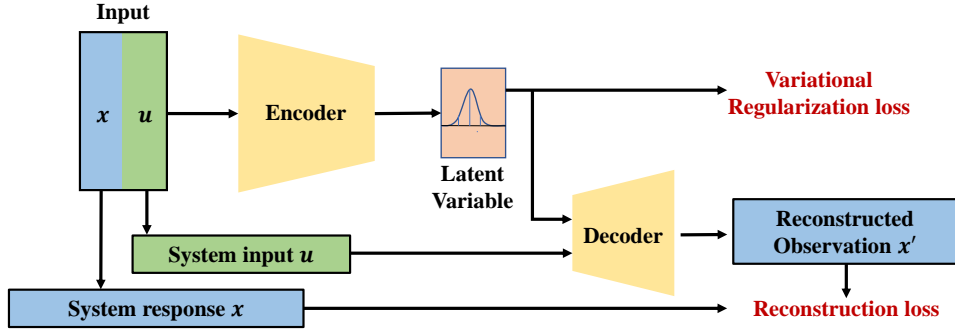 Input
x
u
Encoder
Variational
Regularization loss
Latent
Variable
System input u
Decoder
Reconstructed
Observation x′
System response x
Reconstruction loss